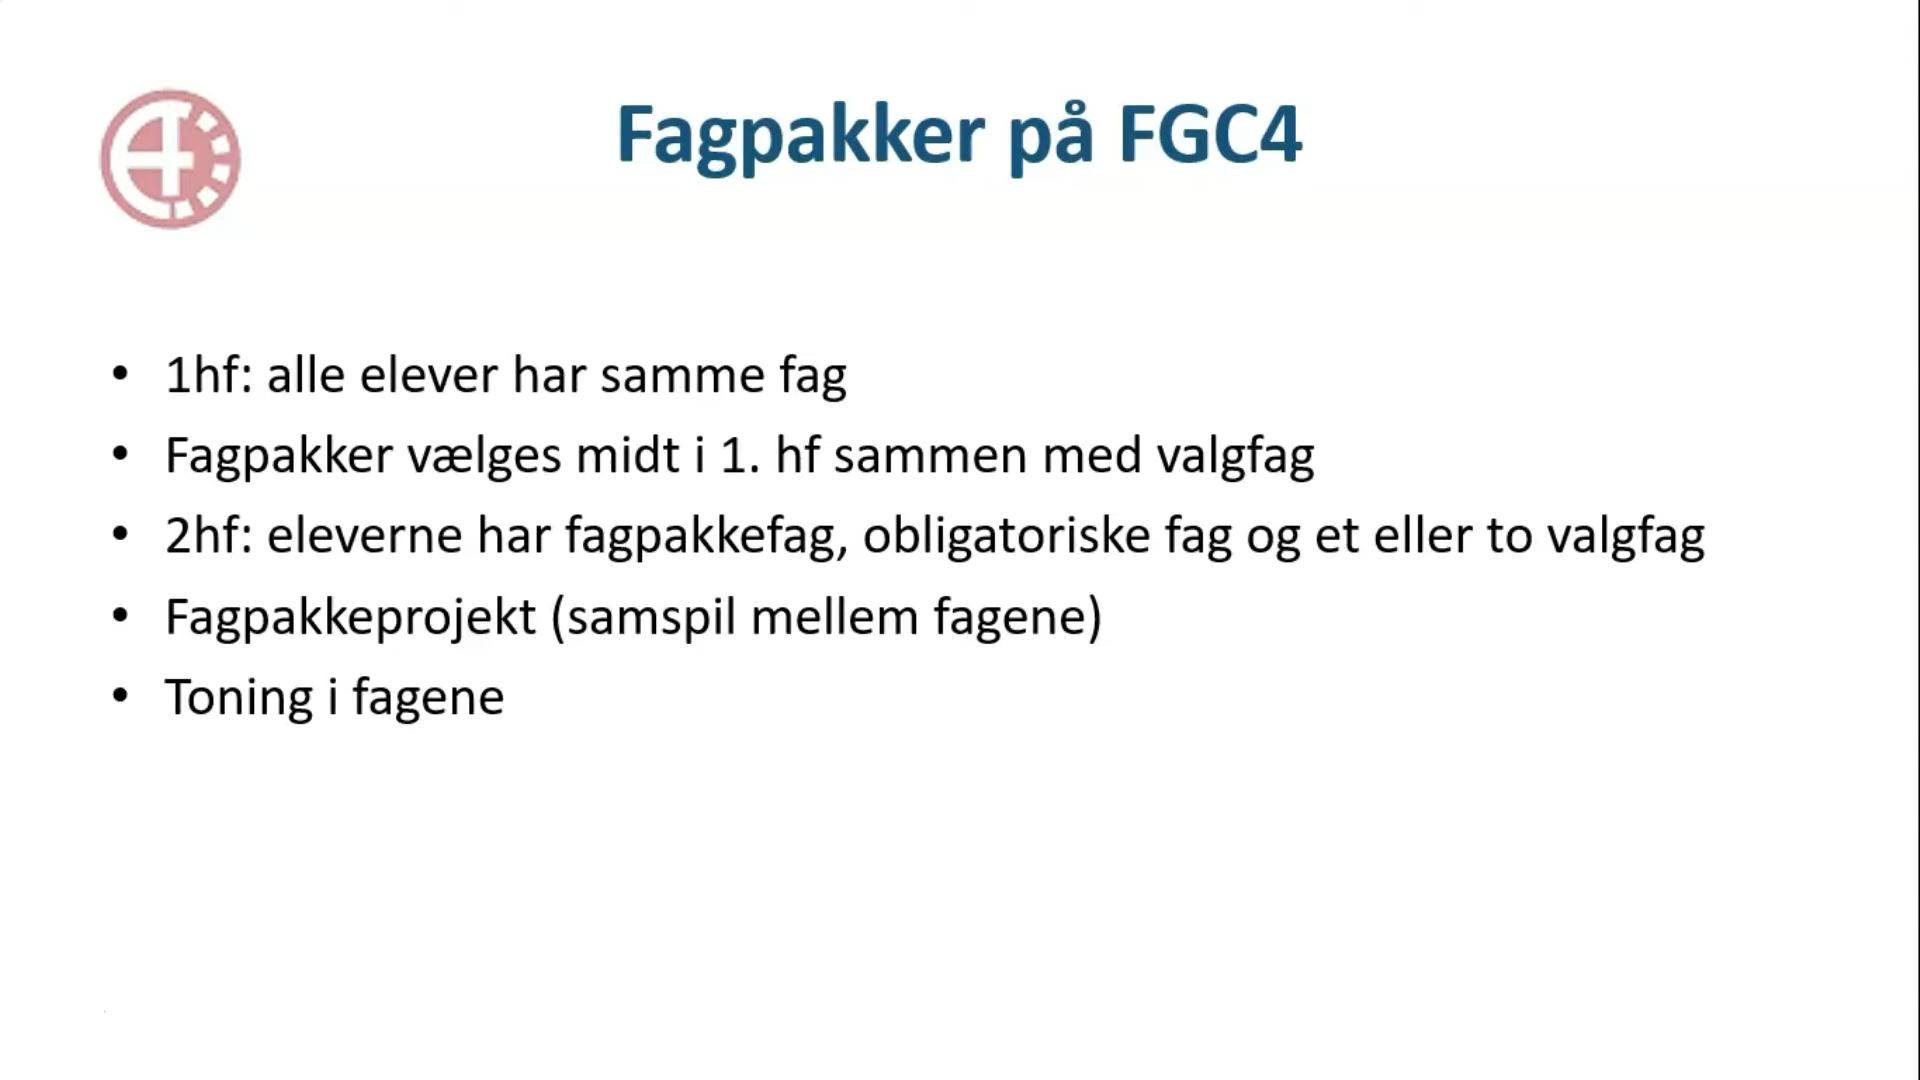 Fagpakker på FGC4
• 1hf: alle elever har samme fag
• Fagpakker vælges midt i 1. hf sammen med valgfag
• 2hf: eleverne har fagpakkefag, obligatoriske fag og et eller to valgfag
• Fagpakkeprojekt (samspil mellem fagene)
• Toning i fagene